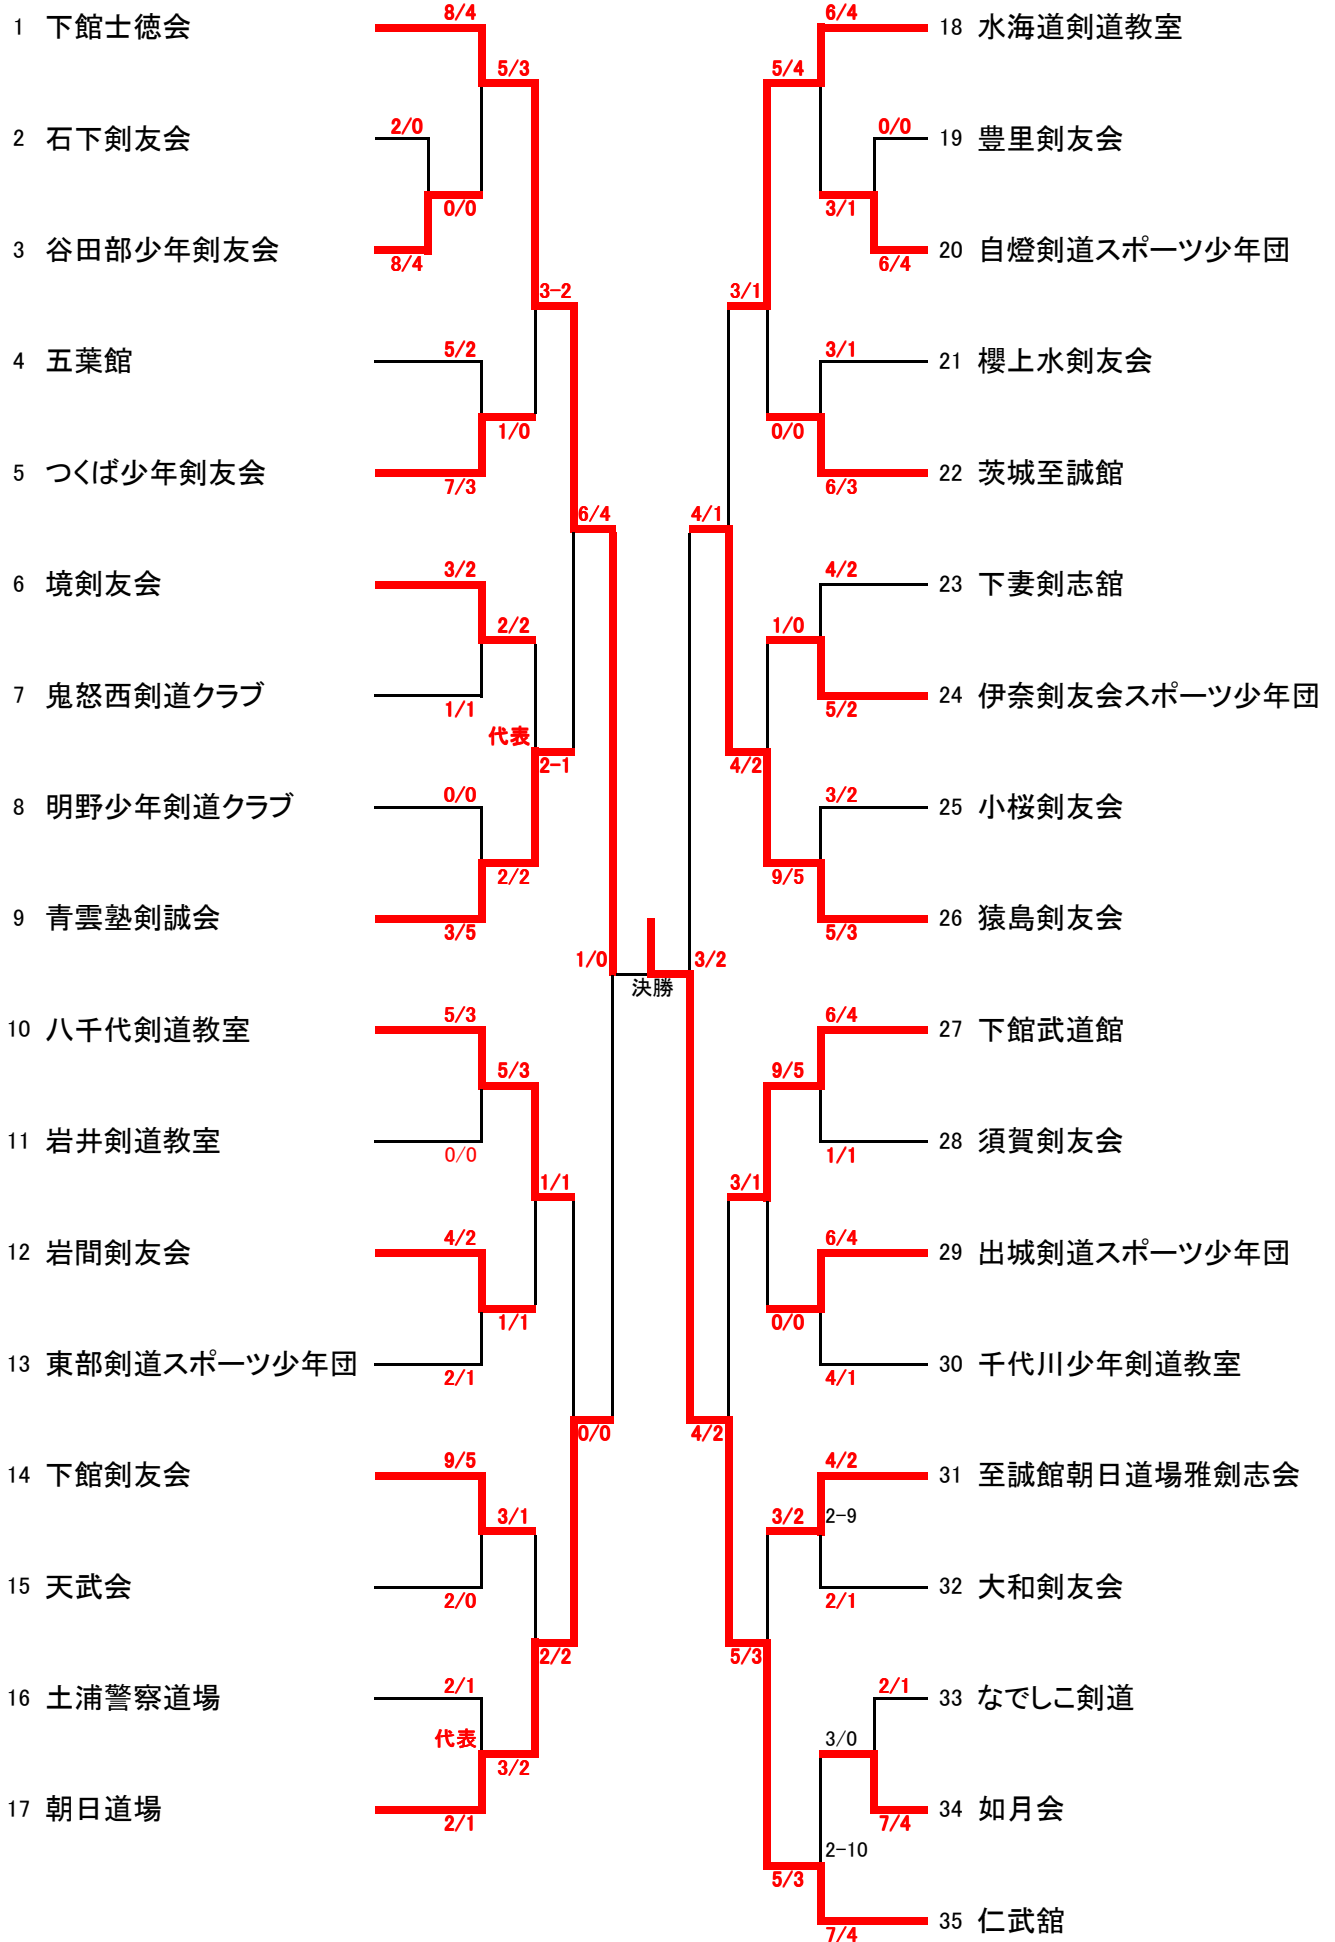 8/4
1 下館士徳会
5/3
2/0
2 石下剣友会
0/0
3 谷田部少年剣友会
8/4
3-2
5/2
4 五葉館
1/0
5 つくば少年剣友会
7/3
6/4
3/2
6 境剣友会
2/2
7 鬼怒西剣道クラブ
1/1
代表
2-1
0/0
8 明野少年剣道クラブ
2/2
9 青雲塾剣誠会
3/5
1/0
5/3
10 八千代剣道教室
5/3
11 岩井剣道教室
0/0
1/1
4/2
12 岩間剣友会
1/1
13 東部剣道スポーツ少年団
2/1
0/0
9/5
14 下館剣友会
3/1
15 天武会
2/0
2/2
2/1
16 土浦警察道場
代表
3/2
17 朝日道場
2/1
決勝
6/4
18 水海道剣道教室
5/4
0/0
19 豊里剣友会
3/1
20 自燈剣道スポーツ少年団
6/4
3/1
3/1
21 櫻上水剣友会
0/0
22 茨城至誠館
6/3
4/1
4/2
23 下妻剣志舘
1/0
24 伊奈剣友会スポーツ少年団
5/2
4/2
3/2
25 小桜剣友会
9/5
26 猿島剣友会
5/3
3/2
6/4
27 下館武道館
9/5
28 須賀剣友会
1/1
3/1
6/4
29 出城剣道スポーツ少年団
0/0
30 千代川少年剣道教室
4/1
4/2
4/2
31 至誠館朝日道場雅劍志会
3/2
2-9
32 大和剣友会
2/1
5/3
2/1
33 なでしこ剣道
3/0
34 如月会
7/4
2-10
5/3
35 仁武舘
7/4